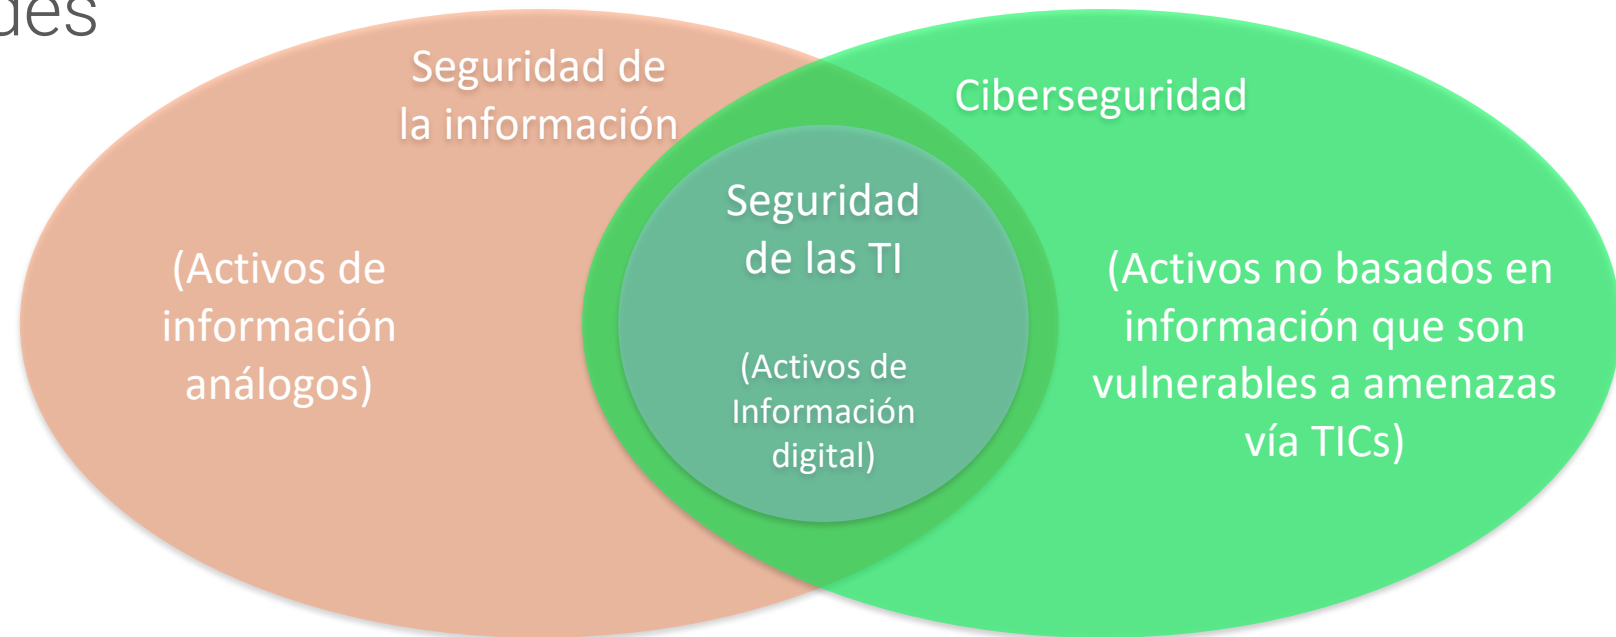 Seguridad de
la información
(Activos de
información
análogos)
Seguridad
de las TI
(Activos de
Información
digital)
Ciberseguridad
(Activos no basados en
información que son
vulnerables a amenazas
vía TICs)